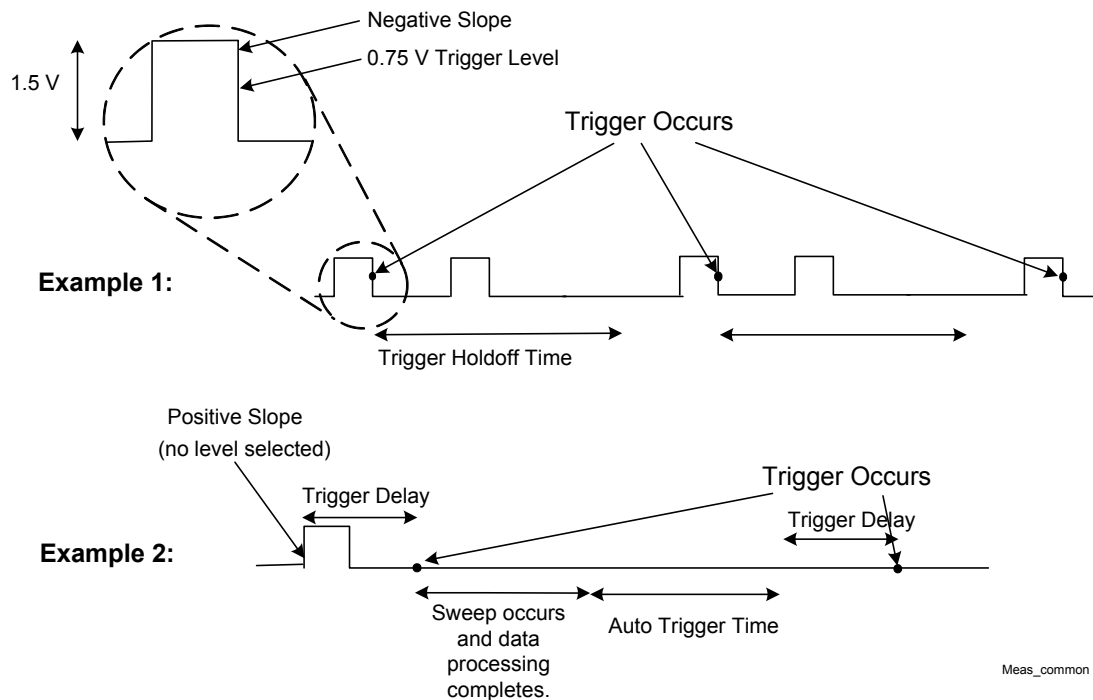 Negative Slope
0.75 V Trigger Level
1.5 V
Trigger Occurs
Example 1:
Trigger Holdoff Time
Positive Slope
(no level selected)
Trigger Delay
Trigger Occurs
Trigger Delay
Example 2:
Sweep occurs
and data
processing
completes.
Auto Trigger Time
Meas_common